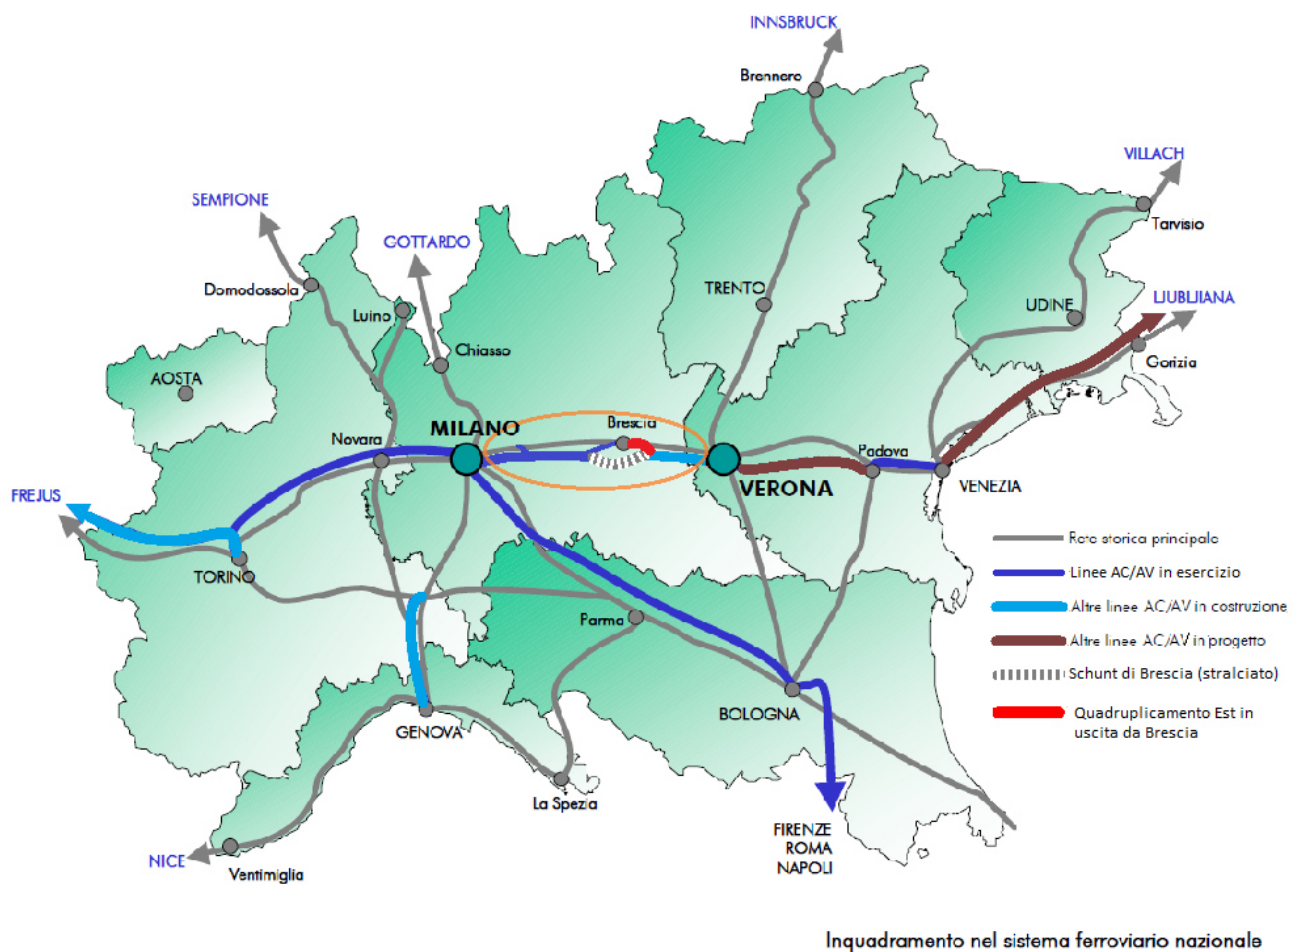 INNSBRUCK
Brennero
VILLACH
Tarvisio
SEMPIONE
GOTTARDO
Domodossola
Luino
TRENTO
UDINE
LJUBLJIANA
Chiasso
Gorizia
AOSTA
MILANO
Brescia
Novara
Padova
VERONA
VENEZIA
FREJUS
TORINO
Rete storica principale
Linee AC/AV in esercizio
Altre linee AC/AV in costruzione
Parma
Altre linee AC/AV in progetto
Schunt di Brescia (stralciato)
BOLOGNA
GENOVA
Quadruplicamento Est in
uscita da Brescia
La Spezia
FIRENZE
ROMA
NAPOLI
NICE
Ventimiglia
Inquadramento nel sistema ferroviario nazionale